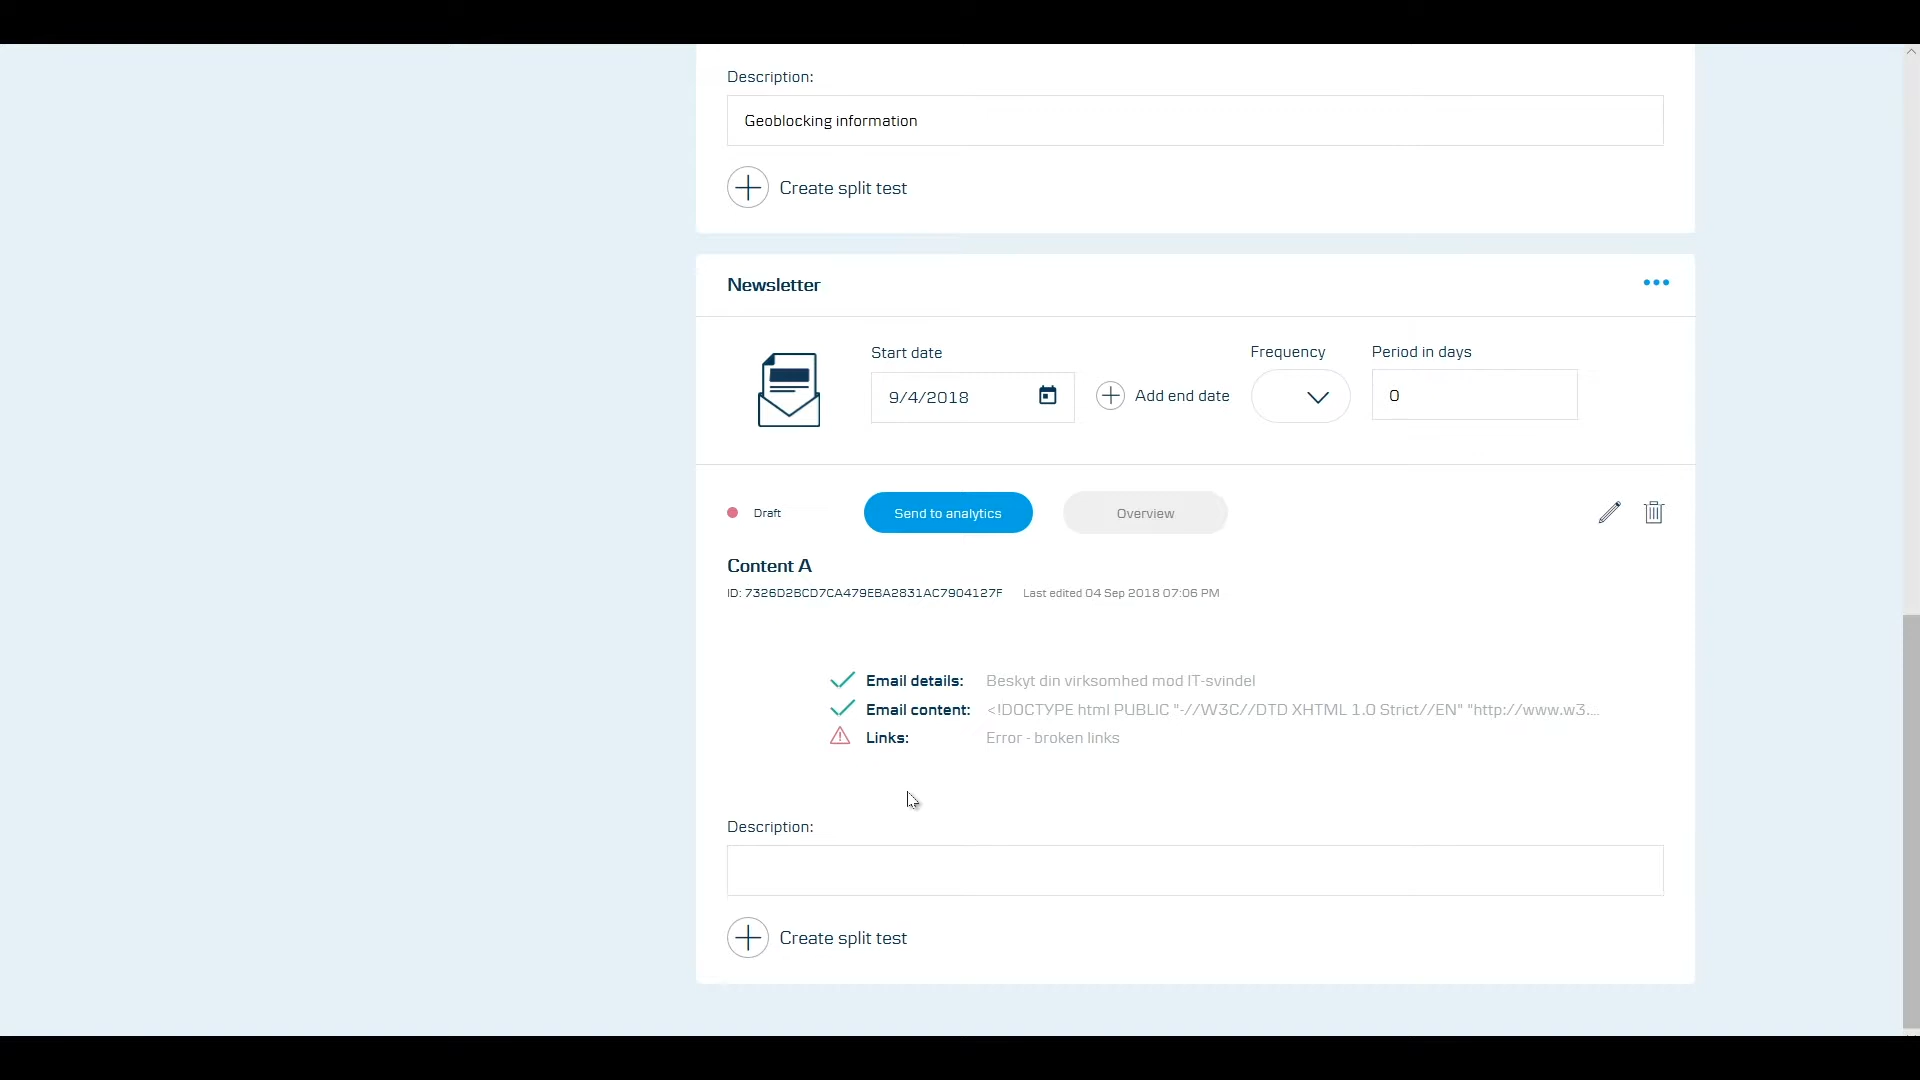 Description:
Geoblocking information
Create split test
Newsletter
Start date
Frequency
Period in days
9/4/2018
Add end date
0
Draft
Send to analytics
Overview
Content A
ID: 7326D2BCD7CA479EBA2831AC7904127F Last edited 04 Sep 2018 07:06 PM
Email details: Beskyt din virksomhed mod IT-svindel
Email content: <!DOCTYPE html PUBLIC "-//W3C//DTD XHTML 1.0 Strict//EN" "http://www.w3....
Links: Error - broken links
Description:
Create split test